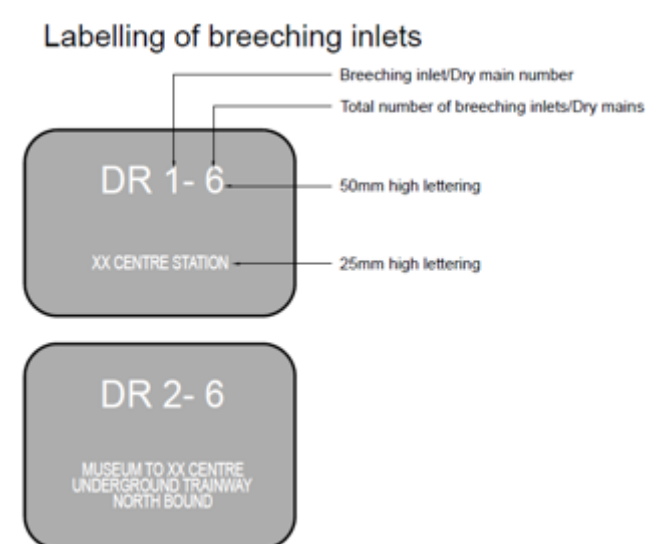 Labelling of breeching inlets
Breeching inlet/Dry main number
Total number of breeching inlets/Dry mains
DR 1- 6
50mm high lettering
XX CENTRE STATION
25mm high lettering
DR 2- 6
MUSEUM TO XX CENTRE
UNDERGROUND TRAINWAY
NORTH BOUND